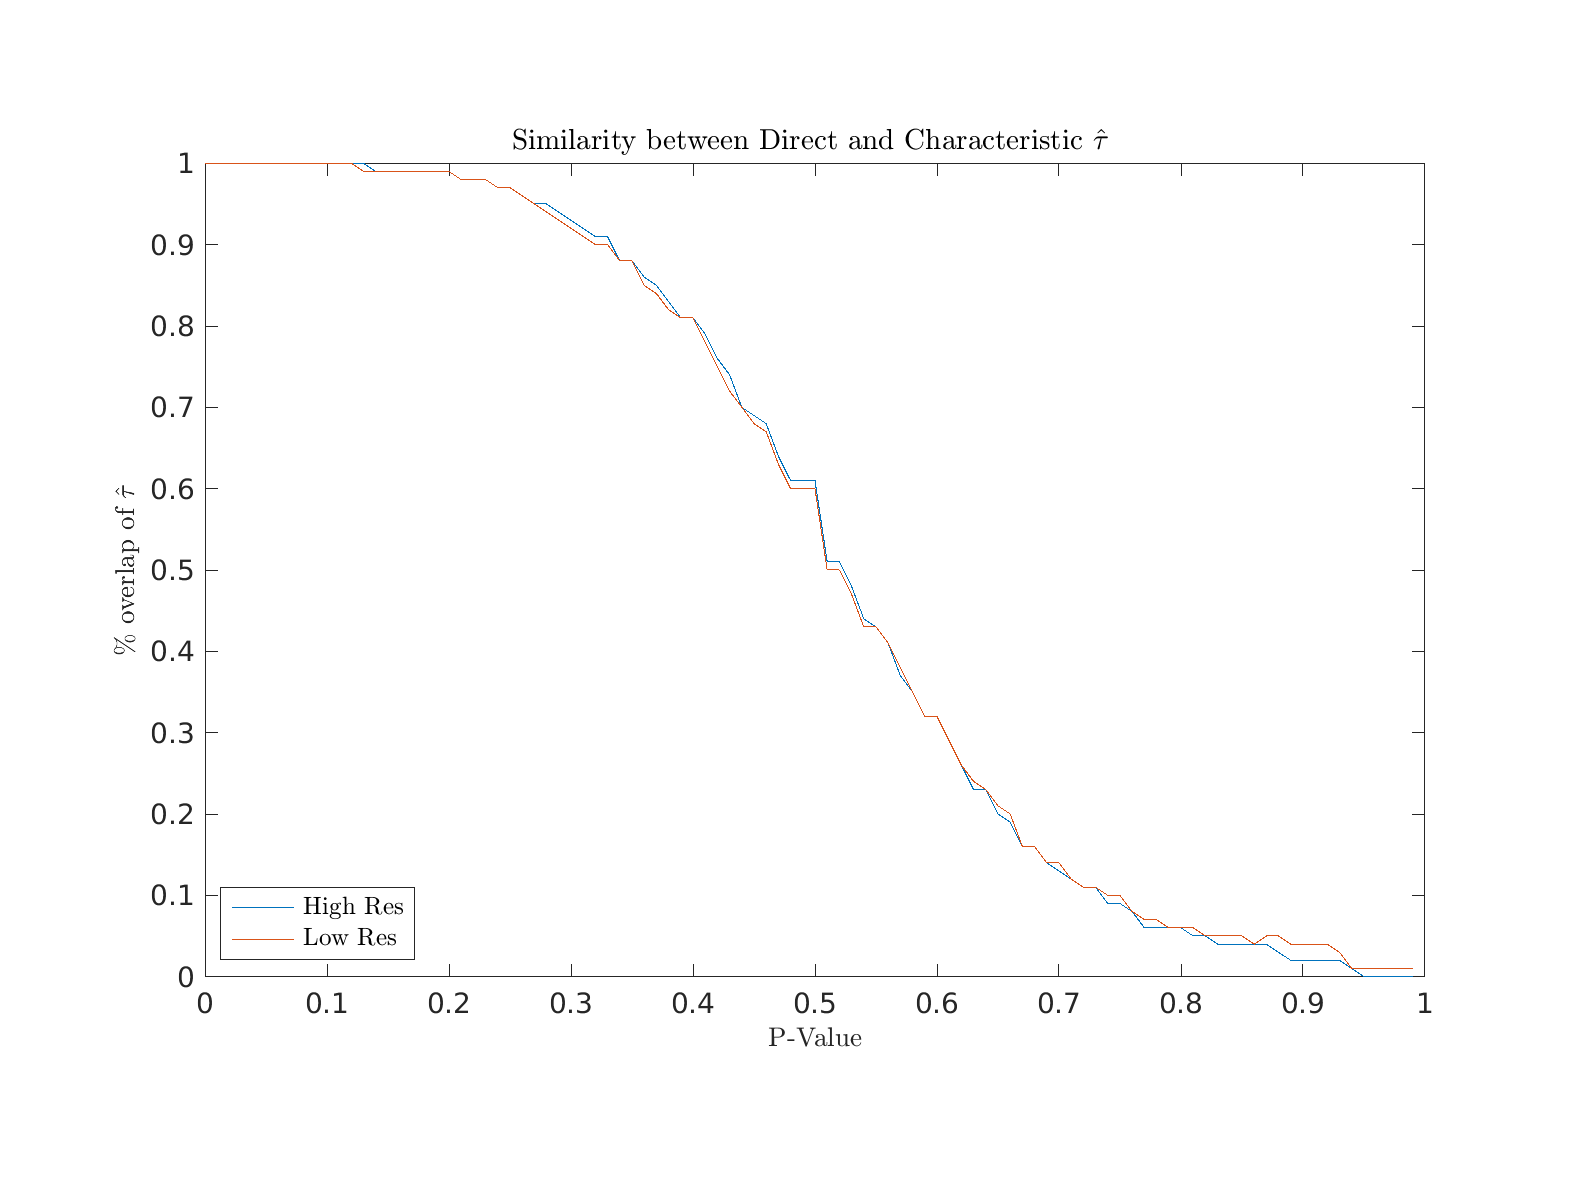 Similarity between Direct and Characteristic τ̂
% overlap of τ̂
1
0.9
0.8
0.7
0.6
0.5
0.4
0.3
0.2
0.1
0
High Res
Low Res
0 0.1 0.2 0.3 0.4 0.5 0.6 0.7 0.8 0.9 1
P-Value